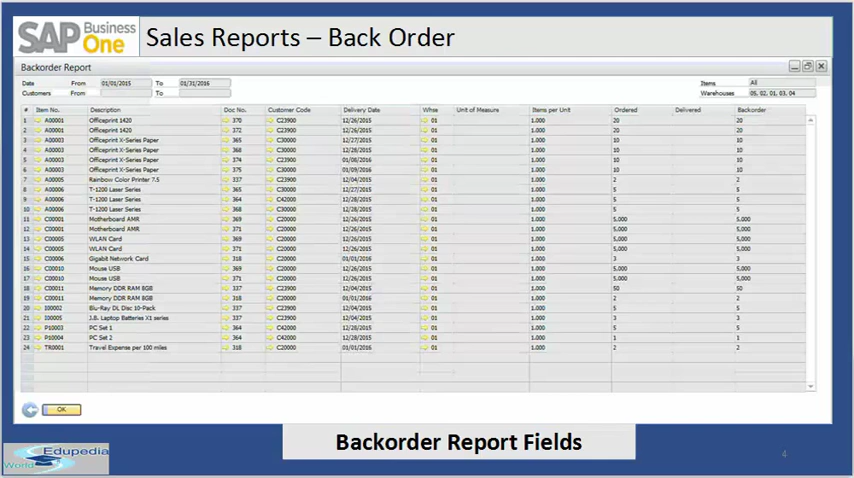 SAP Business One Sales Reports – Back Order
Backorder Report
Date From 01/01/2015 To 01/31/2016 Items All
Customers From To Warehouses 05, 02, 01, 03, 04
# Item No. Description Doc No. Customer Code Delivery Date Whse Unit of Measure Items per Unit Ordered Delivered Backorder
1 A00001 Officeprint 1420 370 C23900 12/26/2015 01 1.000 20 20
2 A00001 Officeprint 1420 372 C23900 12/26/2015 01 1.000 20 20
3 A00003 Officeprint X-Series Paper 365 C30000 12/27/2015 01 1.000 10 10
4 A00003 Officeprint X-Series Paper 368 C30000 12/28/2015 01 1.000 10 10
5 A00003 Officeprint X-Series Paper 374 C23900 01/08/2016 01 1.000 10 10
6 A00003 Officeprint X-Series Paper 375 C30000 01/09/2016 01 1.000 10 10
7 A00005 Rainbow Color Printer 7.5 337 C23900 12/04/2015 01 1.000 2 2
8 A00006 T-1200 Laser Series 365 C30000 12/27/2015 01 1.000 5 5
9 A00006 T-1200 Laser Series 364 C42000 12/28/2015 01 1.000 5 5
10 A00006 T-1200 Laser Series 368 C30000 12/28/2015 01 1.000 5 5
11 C00001 Motherboard AMR 369 C20000 12/26/2015 01 1.000 5,000 5,000
12 C00001 Motherboard AMR 371 C20000 12/26/2015 01 1.000 5,000 5,000
13 C00005 WLAN Card 369 C20000 12/26/2015 01 1.000 5,000 5,000
14 C00005 WLAN Card 371 C20000 12/26/2015 01 1.000 5,000 5,000
15 C00006 Gigabit Network Card 318 C20000 01/01/2016 01 1.000 3 3
16 C00010 Mouse USB 369 C20000 12/26/2015 01 1.000 5,000 5,000
17 C00010 Mouse USB 371 C20000 12/26/2015 01 1.000 5,000 5,000
18 C00011 Memory DDR RAM 8GB 337 C23900 12/04/2015 01 1.000 50 50
19 C00011 Memory DDR RAM 8GB 318 C20000 01/01/2016 01 1.000 2 2
20 I00002 Blu-Ray DL Disc 10-Pack 337 C23900 12/04/2015 01 1.000 5 5
21 I00005 J.B. Laptop Batteries X1 series 337 C23900 12/04/2015 01 1.000 3 3
22 P10003 PC Set 1 364 C42000 12/28/2015 01 1.000 5 5
23 P10004 PC Set 2 364 C42000 12/28/2015 01 1.000 1 1
24 TR0001 Travel Expense per 100 miles 318 C20000 01/01/2016 01 1.000 2 2
OK
Backorder Report Fields
Edupedia
World
4